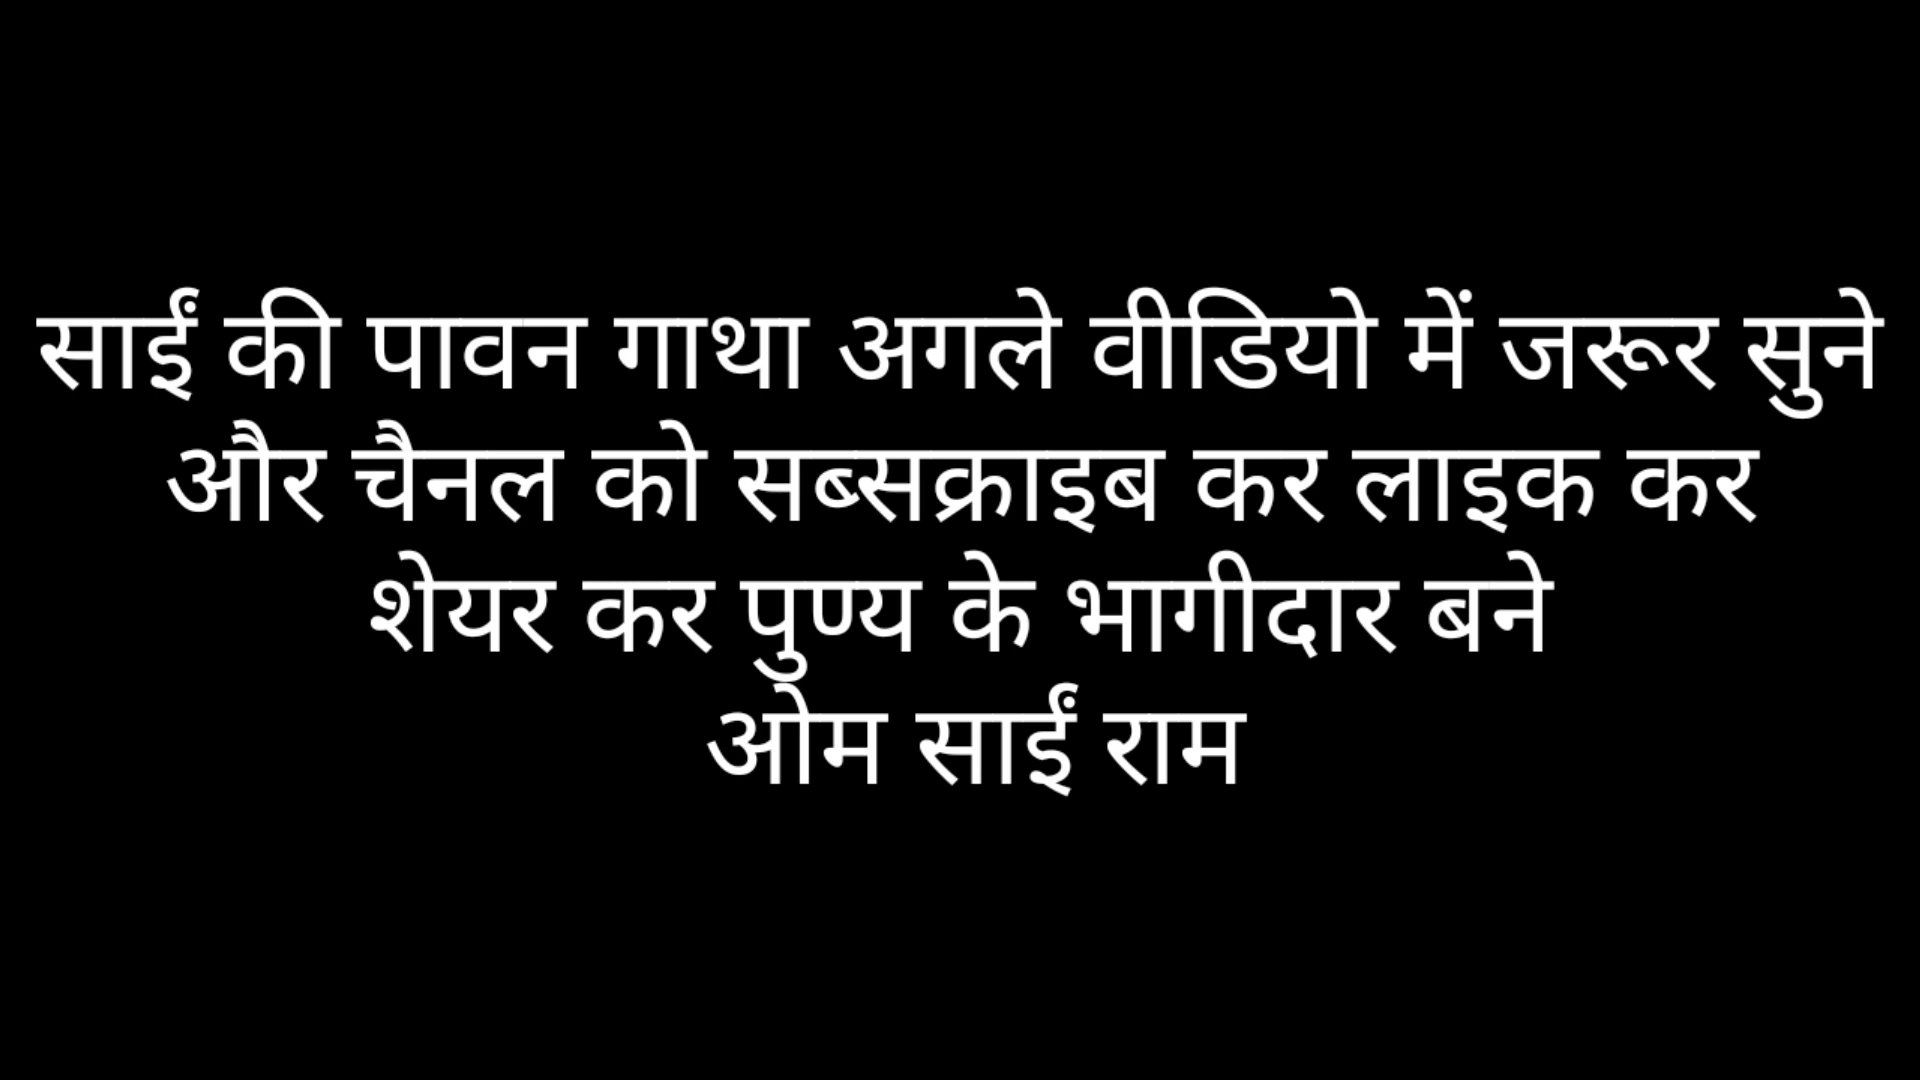 साईं की पावन गाथा अगले वीडियो में जरूर सुने
और चैनल को सब्सक्राइब कर लाइक कर
शेयर कर पुण्य के भागीदार बने
ओम साईं राम